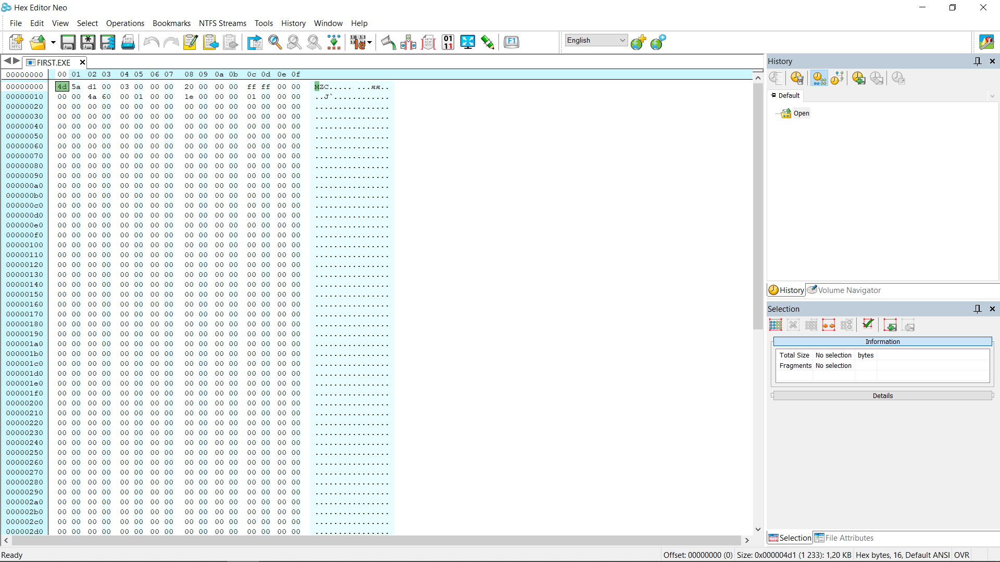 Hex Editor Neo
File Edit View Select Operations Bookmarks NTFS Streams Tools History Window Help
English
FIRST.EXE
00000000 00 01 02 03 04 05 06 07 08 09 0a 0b 0c 0d 0e 0f
00000000 4d 5a d1 00 03 00 00 00 20 00 00 00 ff ff 00 00 MZС..... ...яя..
00000010 00 00 4a 60 00 01 00 00 1e 00 00 00 01 00 00 00 ..J`............
00000020 00 00 00 00 00 00 00 00 00 00 00 00 00 00 00 00 ................
00000030 00 00 00 00 00 00 00 00 00 00 00 00 00 00 00 00 ................
00000040 00 00 00 00 00 00 00 00 00 00 00 00 00 00 00 00 ................
00000050 00 00 00 00 00 00 00 00 00 00 00 00 00 00 00 00 ................
00000060 00 00 00 00 00 00 00 00 00 00 00 00 00 00 00 00 ................
00000070 00 00 00 00 00 00 00 00 00 00 00 00 00 00 00 00 ................
00000080 00 00 00 00 00 00 00 00 00 00 00 00 00 00 00 00 ................
00000090 00 00 00 00 00 00 00 00 00 00 00 00 00 00 00 00 ................
000000a0 00 00 00 00 00 00 00 00 00 00 00 00 00 00 00 00 ................
000000b0 00 00 00 00 00 00 00 00 00 00 00 00 00 00 00 00 ................
000000c0 00 00 00 00 00 00 00 00 00 00 00 00 00 00 00 00 ................
000000d0 00 00 00 00 00 00 00 00 00 00 00 00 00 00 00 00 ................
000000e0 00 00 00 00 00 00 00 00 00 00 00 00 00 00 00 00 ................
000000f0 00 00 00 00 00 00 00 00 00 00 00 00 00 00 00 00 ................
00000100 00 00 00 00 00 00 00 00 00 00 00 00 00 00 00 00 ................
00000110 00 00 00 00 00 00 00 00 00 00 00 00 00 00 00 00 ................
00000120 00 00 00 00 00 00 00 00 00 00 00 00 00 00 00 00 ................
00000130 00 00 00 00 00 00 00 00 00 00 00 00 00 00 00 00 ................
00000140 00 00 00 00 00 00 00 00 00 00 00 00 00 00 00 00 ................
00000150 00 00 00 00 00 00 00 00 00 00 00 00 00 00 00 00 ................
00000160 00 00 00 00 00 00 00 00 00 00 00 00 00 00 00 00 ................
00000170 00 00 00 00 00 00 00 00 00 00 00 00 00 00 00 00 ................
00000180 00 00 00 00 00 00 00 00 00 00 00 00 00 00 00 00 ................
00000190 00 00 00 00 00 00 00 00 00 00 00 00 00 00 00 00 ................
000001a0 00 00 00 00 00 00 00 00 00 00 00 00 00 00 00 00 ................
000001b0 00 00 00 00 00 00 00 00 00 00 00 00 00 00 00 00 ................
000001c0 00 00 00 00 00 00 00 00 00 00 00 00 00 00 00 00 ................
000001d0 00 00 00 00 00 00 00 00 00 00 00 00 00 00 00 00 ................
000001e0 00 00 00 00 00 00 00 00 00 00 00 00 00 00 00 00 ................
000001f0 00 00 00 00 00 00 00 00 00 00 00 00 00 00 00 00 ................
00000200 00 00 00 00 00 00 00 00 00 00 00 00 00 00 00 00 ................
00000210 00 00 00 00 00 00 00 00 00 00 00 00 00 00 00 00 ................
00000220 00 00 00 00 00 00 00 00 00 00 00 00 00 00 00 00 ................
00000230 00 00 00 00 00 00 00 00 00 00 00 00 00 00 00 00 ................
00000240 00 00 00 00 00 00 00 00 00 00 00 00 00 00 00 00 ................
00000250 00 00 00 00 00 00 00 00 00 00 00 00 00 00 00 00 ................
00000260 00 00 00 00 00 00 00 00 00 00 00 00 00 00 00 00 ................
00000270 00 00 00 00 00 00 00 00 00 00 00 00 00 00 00 00 ................
00000280 00 00 00 00 00 00 00 00 00 00 00 00 00 00 00 00 ................
00000290 00 00 00 00 00 00 00 00 00 00 00 00 00 00 00 00 ................
000002a0 00 00 00 00 00 00 00 00 00 00 00 00 00 00 00 00 ................
000002b0 00 00 00 00 00 00 00 00 00 00 00 00 00 00 00 00 ................
000002c0 00 00 00 00 00 00 00 00 00 00 00 00 00 00 00 00 ................
000002d0 00 00 00 00 00 00 00 00 00 00 00 00 00 00 00 00 ................
History
Default
Open
History Volume Navigator
Selection
Information
Total Size No selection bytes
Fragments No selection
Details
Selection File Attributes
Ready Offset: 00000000 (0) Size: 0x000004d1 (1 233): 1,20 KB Hex bytes, 16, Default ANSI OVR